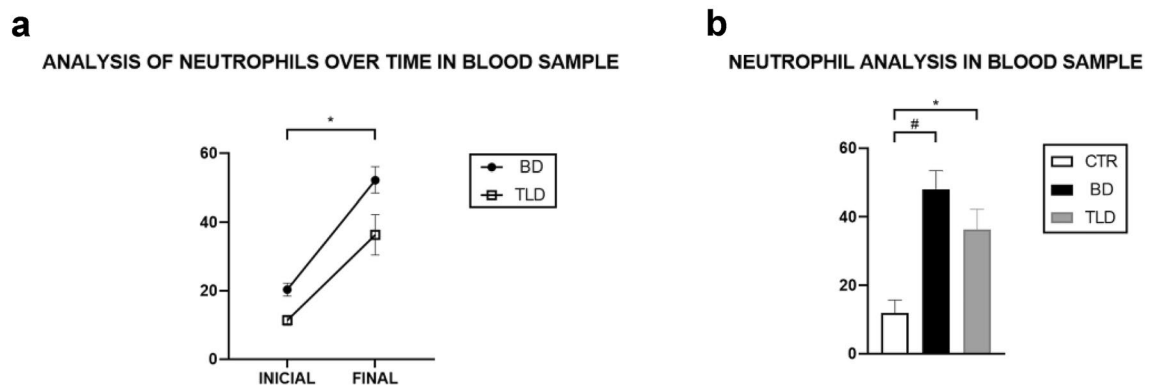 a
ANALYSIS OF NEUTROPHILS OVER TIME IN BLOOD SAMPLE
*
60
40
20
0
INICIAL FINAL
BD
TLD
b
NEUTROPHIL ANALYSIS IN BLOOD SAMPLE
*
#
60
40
20
0
CTR
BD
TLD